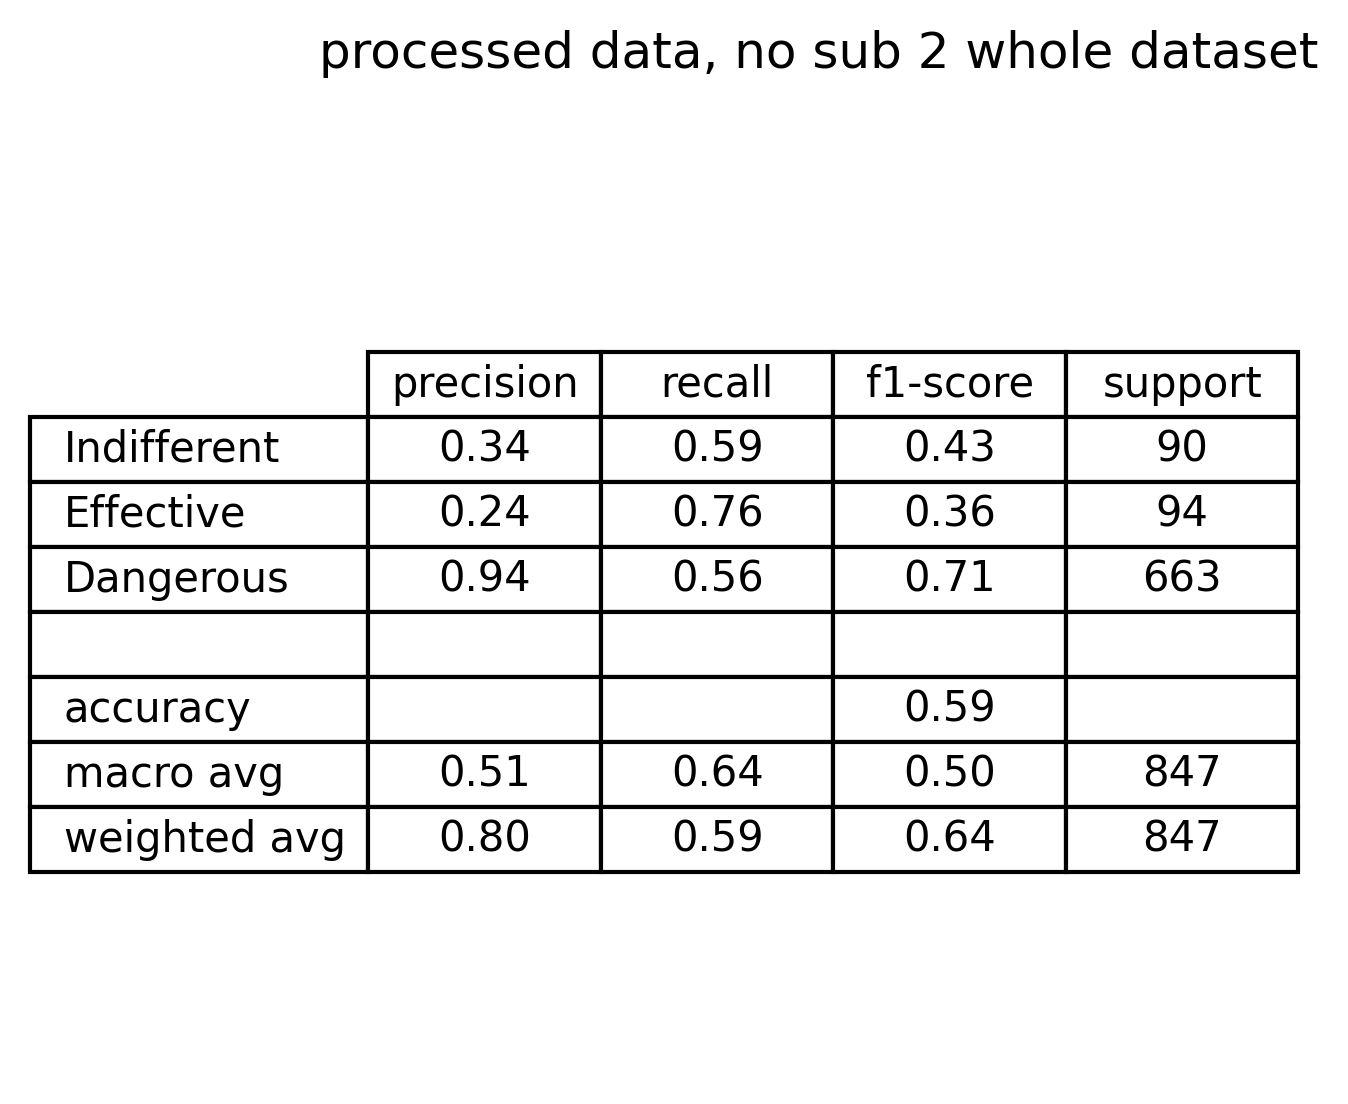 processed data, no sub 2 whole dataset
precision recall f1-score support
Indifferent 0.34 0.59 0.43 90
Effective 0.24 0.76 0.36 94
Dangerous 0.94 0.56 0.71 663
accuracy 0.59
macro avg 0.51 0.64 0.50 847
weighted avg 0.80 0.59 0.64 847